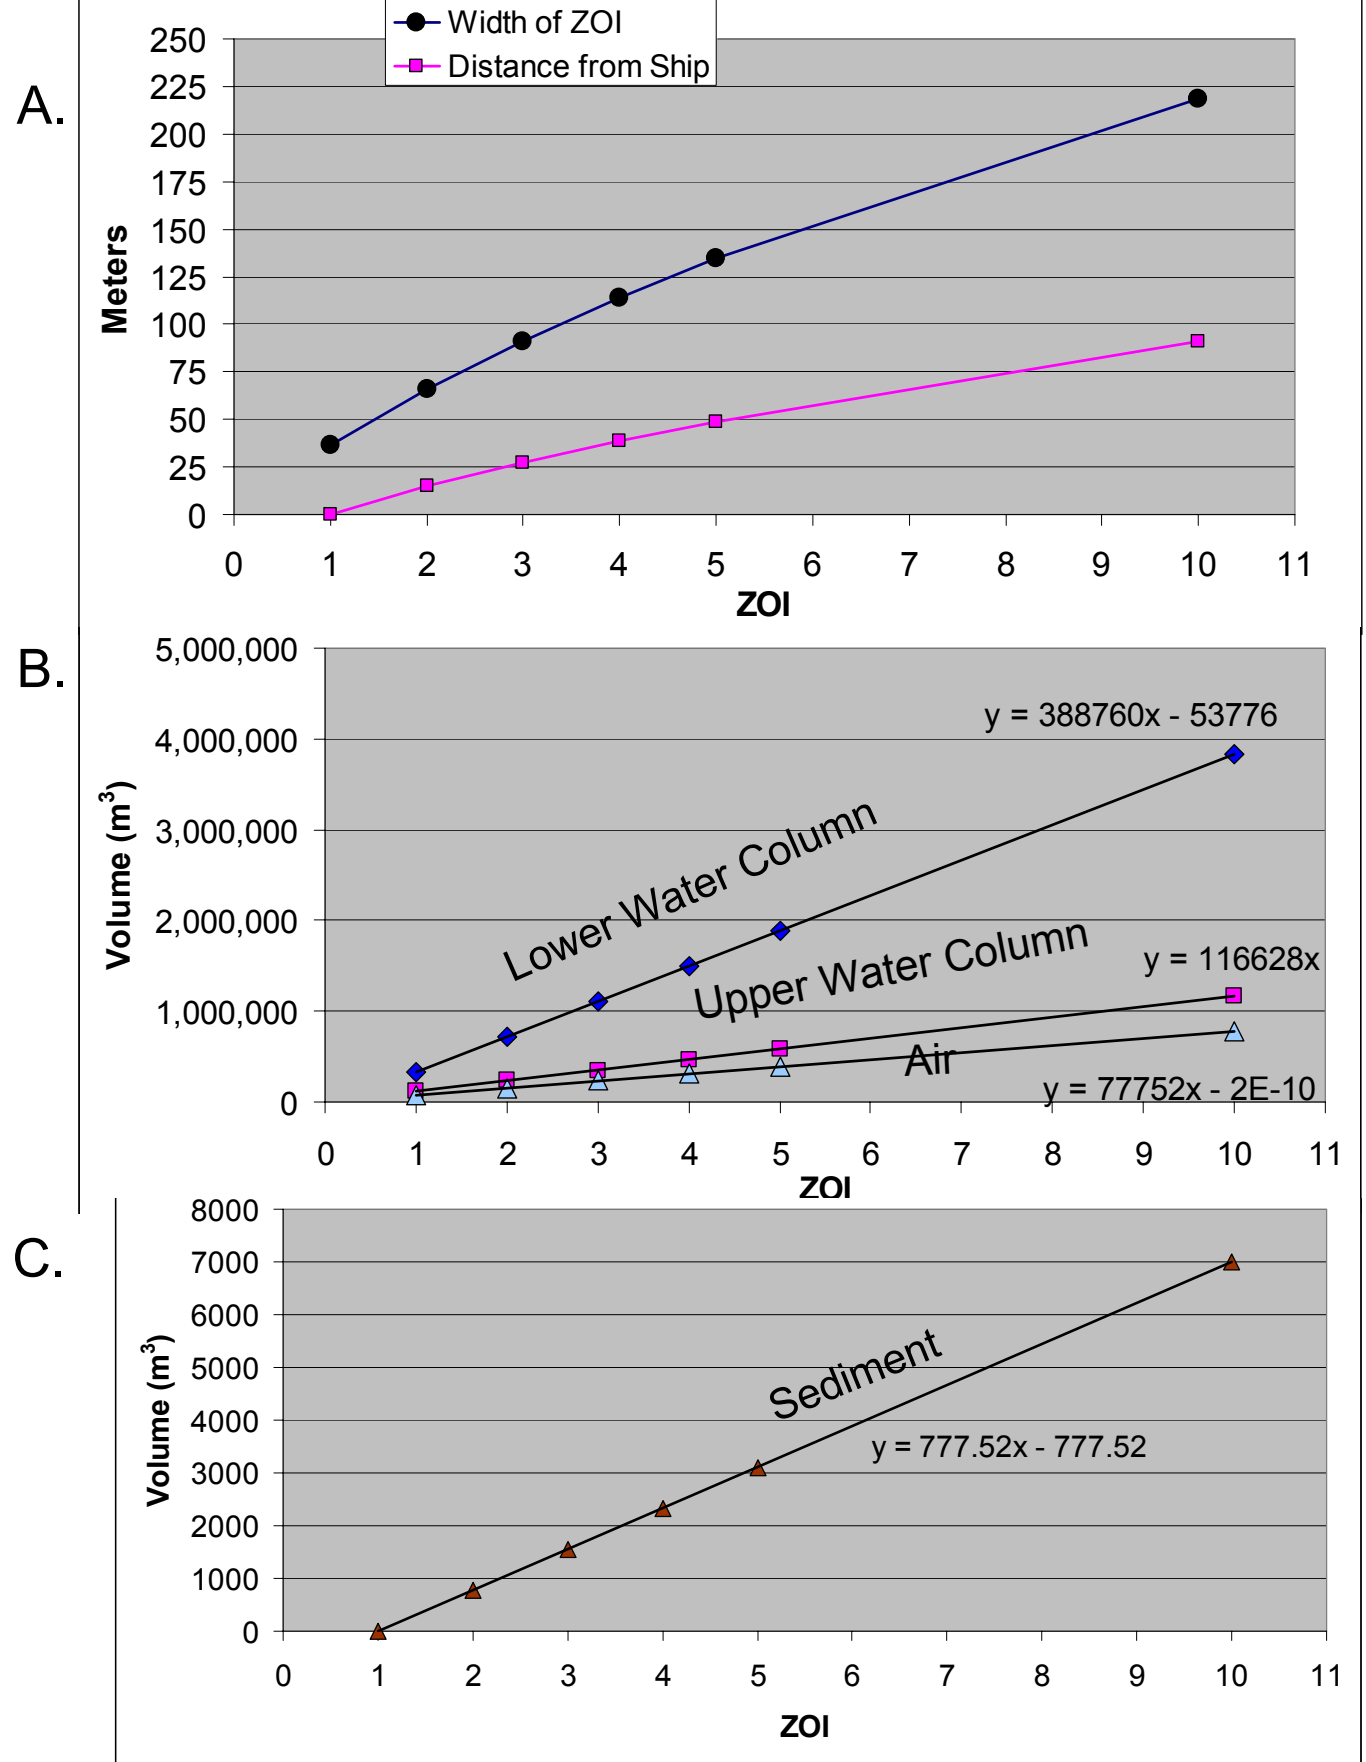 A.
Width of ZOI
Distance from Ship
250
225
200
175
150
125
100
75
50
25
0
Meters
0 1 2 3 4 5 6 7 8 9 10 11
ZOI
B.
5,000,000
4,000,000
3,000,000
2,000,000
1,000,000
0
Volume (m³)
y = 388760x - 53776
Lower Water Column
Upper Water Column
y = 116628x
Air
y = 77752x - 2E-10
0 1 2 3 4 5 6 7 8 9 10 11
ZOI
C.
8000
7000
6000
5000
4000
3000
2000
1000
0
Volume (m³)
Sediment
y = 777.52x - 777.52
0 1 2 3 4 5 6 7 8 9 10 11
ZOI